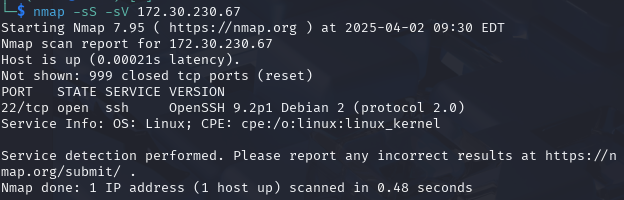 └─$ nmap -sS -sV 172.30.230.67
Starting Nmap 7.95 ( https://nmap.org ) at 2025-04-02 09:30 EDT
Nmap scan report for 172.30.230.67
Host is up (0.00021s latency).
Not shown: 999 closed tcp ports (reset)
PORT   STATE SERVICE VERSION
22/tcp open  ssh     OpenSSH 9.2p1 Debian 2 (protocol 2.0)
Service Info: OS: Linux; CPE: cpe:/o:linux:linux_kernel

Service detection performed. Please report any incorrect results at https://n
map.org/submit/ .
Nmap done: 1 IP address (1 host up) scanned in 0.48 seconds